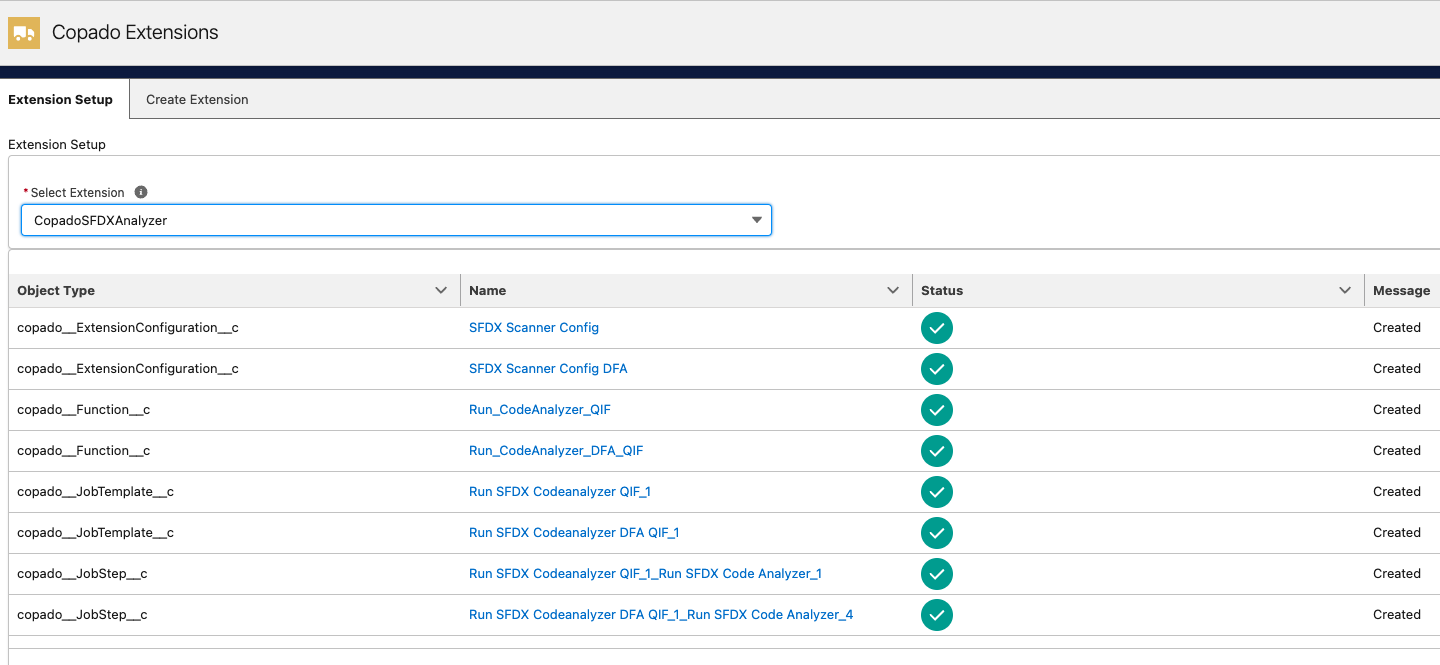 Copado Extensions
Extension Setup Create Extension
Extension Setup
* Select Extension
CopadoSFDXAnalyzer
Object Type Name Status Message
copado__ExtensionConfiguration__c SFDX Scanner Config Created
copado__ExtensionConfiguration__c SFDX Scanner Config DFA Created
copado__Function__c Run_CodeAnalyzer_QIF Created
copado__Function__c Run_CodeAnalyzer_DFA_QIF Created
copado__JobTemplate__c Run SFDX Codeanalyzer QIF_1 Created
copado__JobTemplate__c Run SFDX Codeanalyzer DFA QIF_1 Created
copado__JobStep__c Run SFDX Codeanalyzer QIF_1_Run SFDX Code Analyzer_1 Created
copado__JobStep__c Run SFDX Codeanalyzer DFA QIF_1_Run SFDX Code Analyzer_4 Created